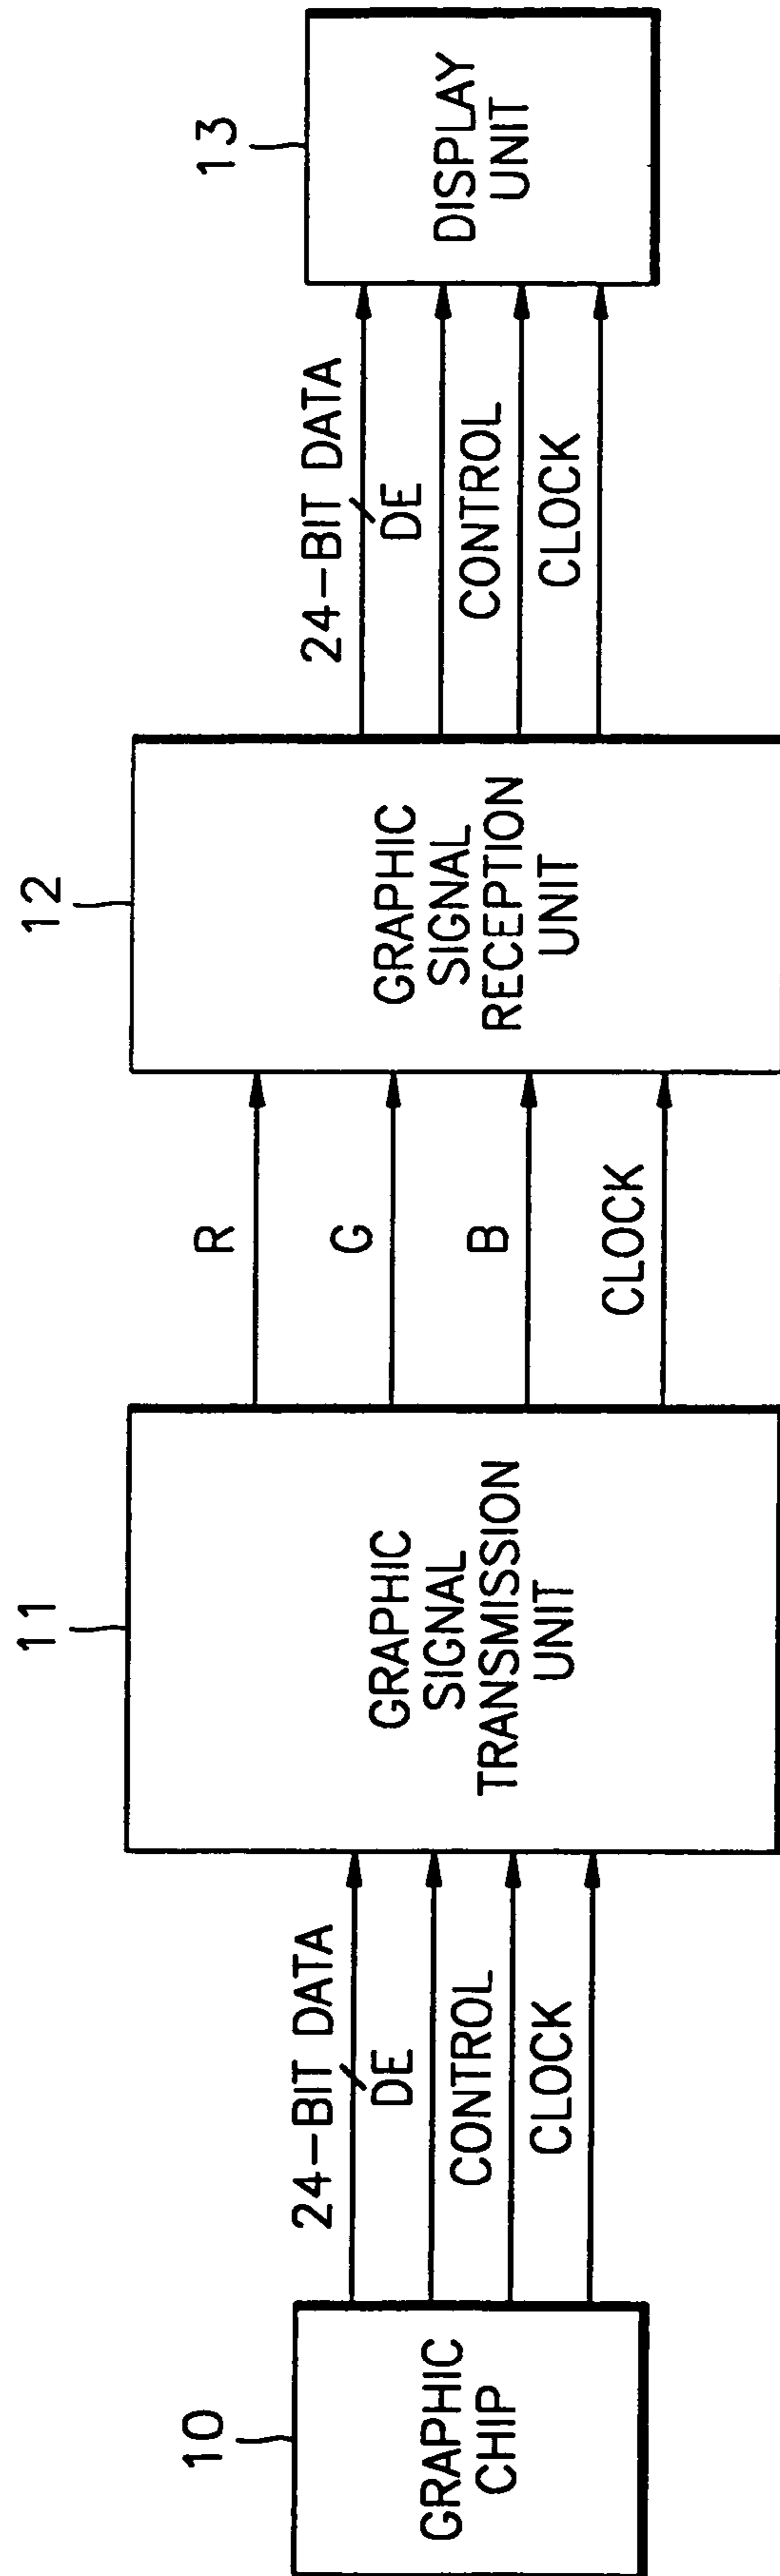 10
GRAPHIC
CHIP
24-BIT DATA
DE
CONTROL
CLOCK
11
GRAPHIC
SIGNAL
TRANSMISSION
UNIT
R
G
B
CLOCK
12
GRAPHIC
SIGNAL
RECEPTION
UNIT
24-BIT DATA
DE
CONTROL
CLOCK
13
DISPLAY
UNIT